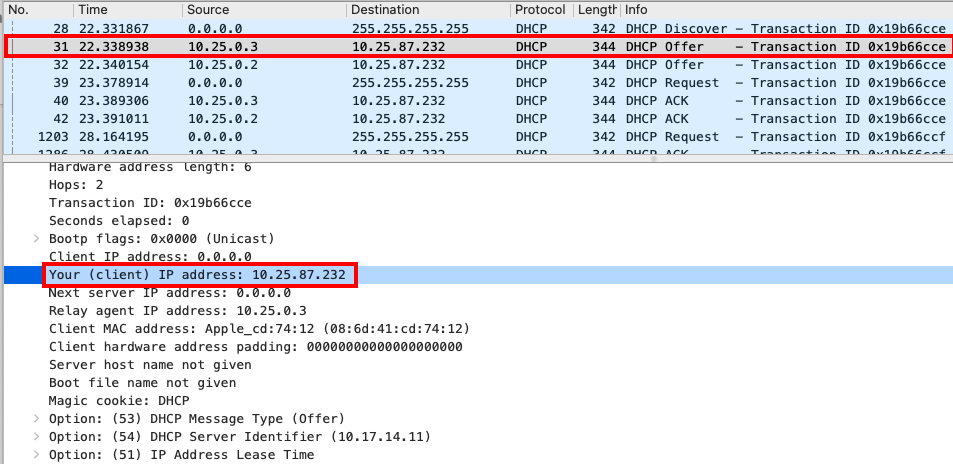 No. Time Source Destination Protocol Length Info
28 22.331867 0.0.0.0 255.255.255.255 DHCP 342 DHCP Discover – Transaction ID 0x19b66cce
31 22.338938 10.25.0.3 10.25.87.232 DHCP 344 DHCP Offer – Transaction ID 0x19b66cce
32 22.340154 10.25.0.2 10.25.87.232 DHCP 344 DHCP Offer – Transaction ID 0x19b66cce
39 23.378914 0.0.0.0 255.255.255.255 DHCP 342 DHCP Request – Transaction ID 0x19b66cce
40 23.389306 10.25.0.3 10.25.87.232 DHCP 344 DHCP ACK – Transaction ID 0x19b66cce
42 23.391011 10.25.0.2 10.25.87.232 DHCP 344 DHCP ACK – Transaction ID 0x19b66cce
1203 28.164195 0.0.0.0 255.255.255.255 DHCP 342 DHCP Request – Transaction ID 0x19b66ccf
10.25.0.3 10.25.87.232 DHCP 344 DHCP ACK – Transaction ID 0x19b66ccf
Hardware address length: 6
Hops: 2
Transaction ID: 0x19b66cce
Seconds elapsed: 0
Bootp flags: 0x0000 (Unicast)
Client IP address: 0.0.0.0
Your (client) IP address: 10.25.87.232
Next server IP address: 0.0.0.0
Relay agent IP address: 10.25.0.3
Client MAC address: Apple_cd:74:12 (08:6d:41:cd:74:12)
Client hardware address padding: 00000000000000000000
Server host name not given
Boot file name not given
Magic cookie: DHCP
Option: (53) DHCP Message Type (Offer)
Option: (54) DHCP Server Identifier (10.17.14.11)
Option: (51) IP Address Lease Time